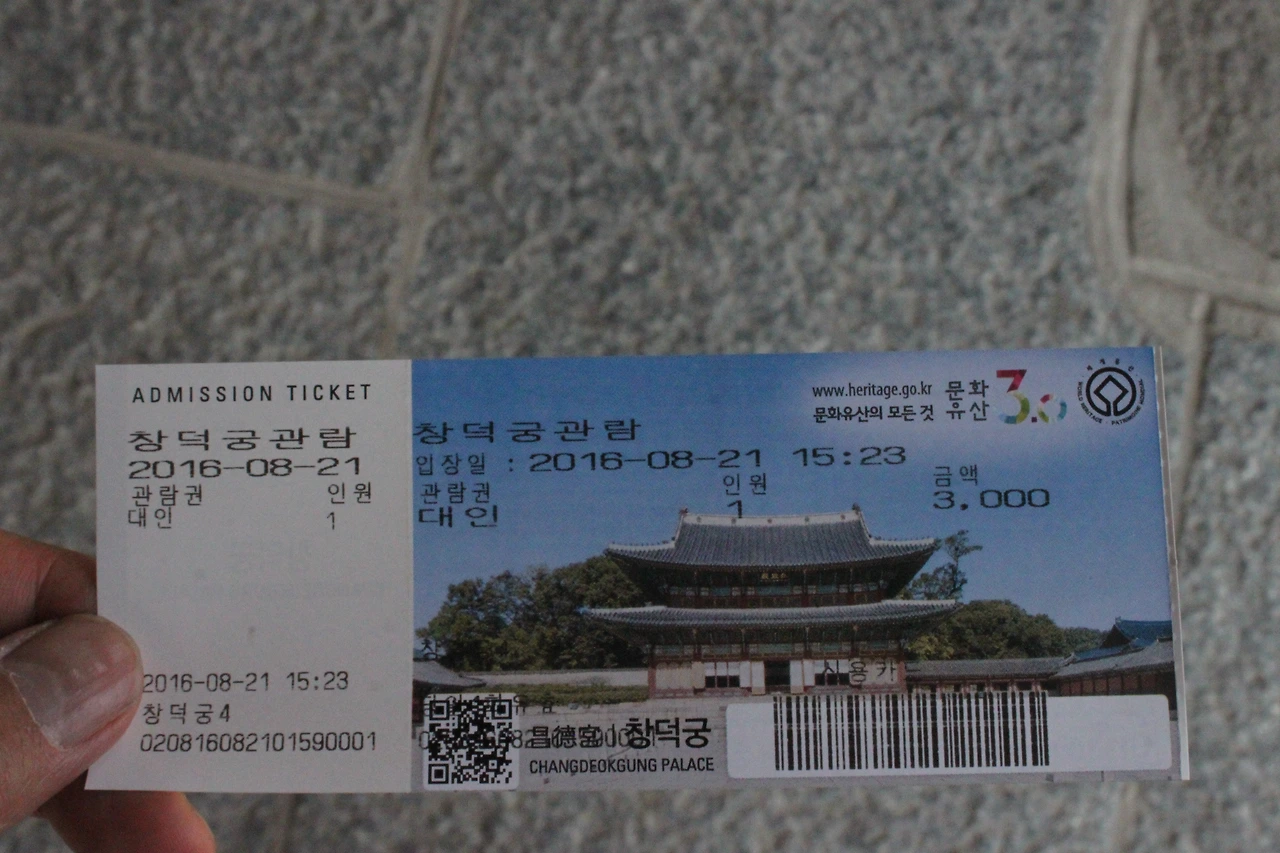 ADMISSION TICKET
창덕궁관람
2016-08-21
관람권 인원
대인 1
2016-08-21 15:23
창덕궁4
020816082101590001
www.heritage.go.kr
문화유산의 모든 것
문화
유산
3.0
창덕궁관람
입장일 : 2016-08-21 15:23
관람권 인원 금액
대인 1 3,000
신용카
昌德宮 창덕궁
CHANGDEOKGUNG PALACE